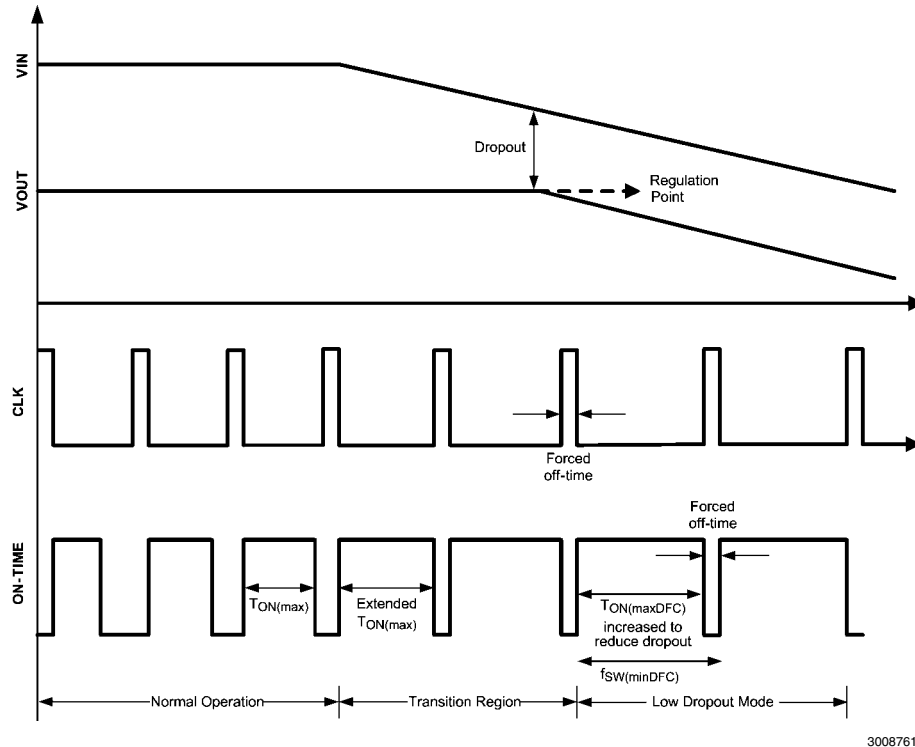 VIN
VOUT
Dropout
Regulation
Point
CLK
Forced
off-time
ON-TIME
Forced
off-time
TON(max)
Extended
TON(max)
TON(maxDFC)
increased to
reduce dropout
fSW(minDFC)
Normal Operation
Transition Region
Low Dropout Mode
3008761